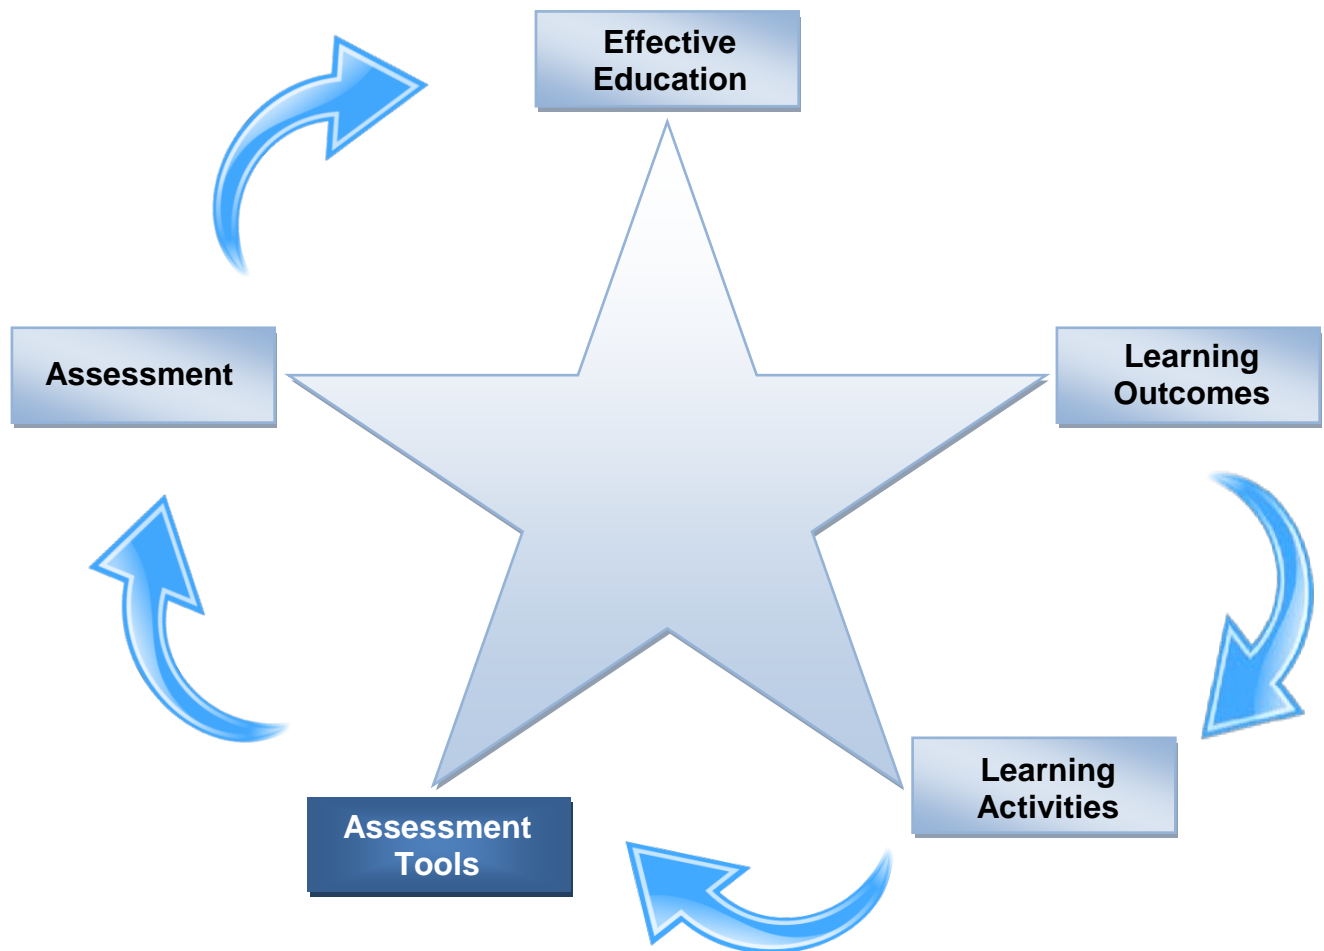 Effective
Education
Assessment
Learning
Outcomes
Learning
Activities
Assessment
Tools